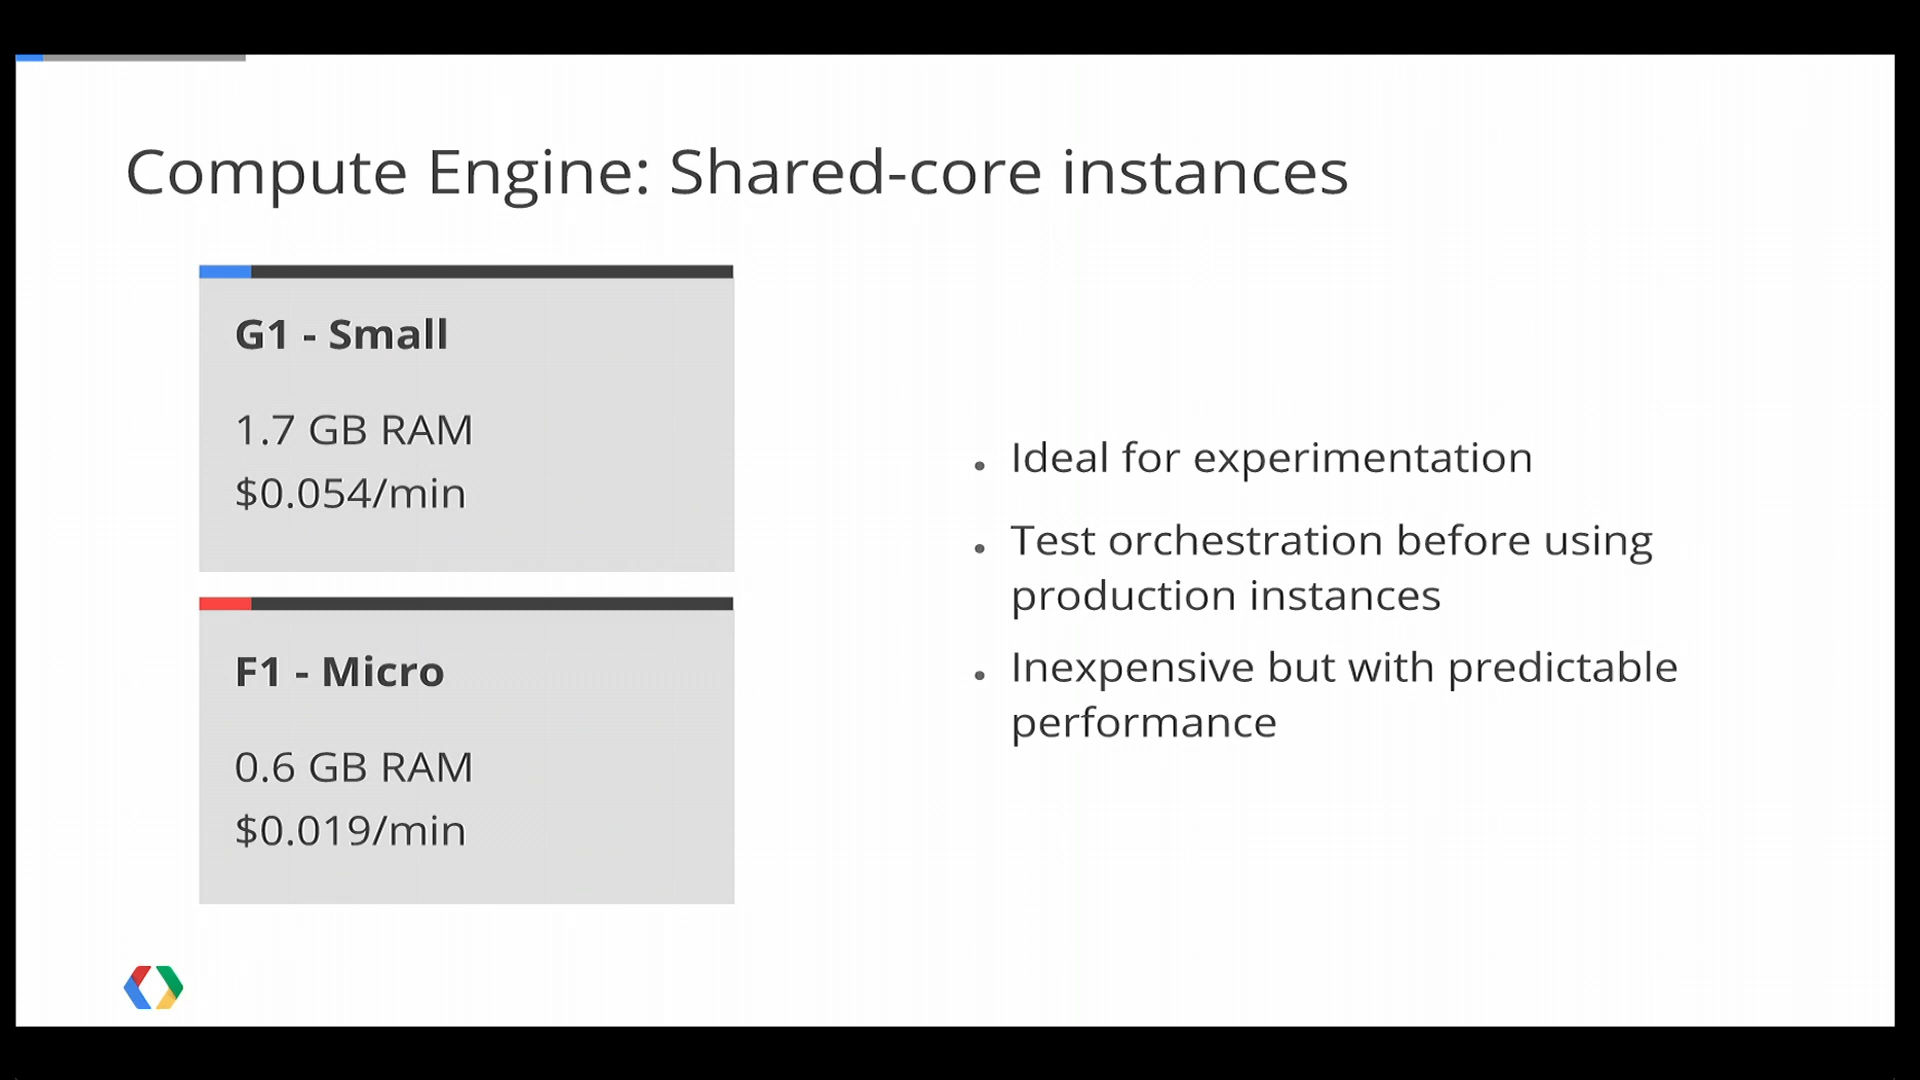 Compute Engine: Shared-core instances
G1 - Small
1.7 GB RAM
$0.054/min
F1 - Micro
0.6 GB RAM
$0.019/min
Ideal for experimentation
Test orchestration before using
production instances
Inexpensive but with predictable
performance